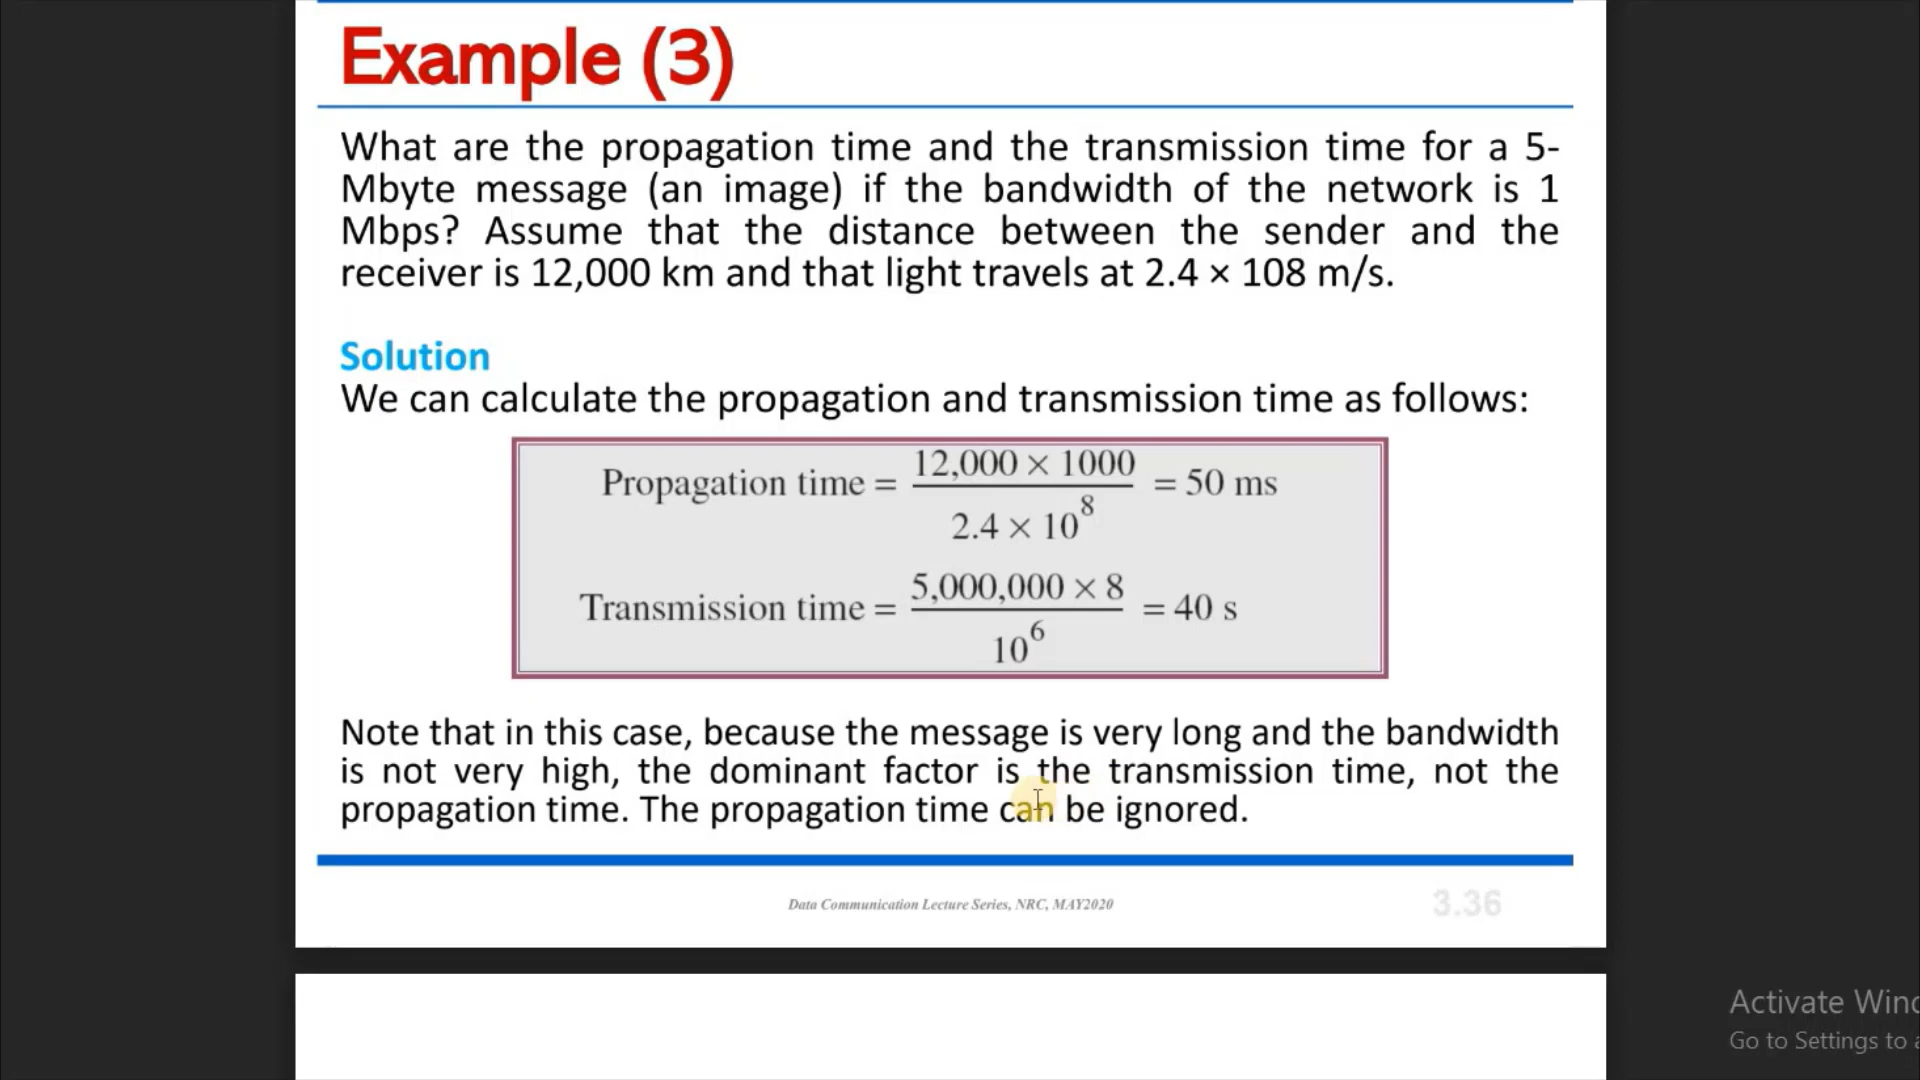 Example (3)
What are the propagation time and the transmission time for a 5-
Mbyte message (an image) if the bandwidth of the network is 1
Mbps? Assume that the distance between the sender and the
receiver is 12,000 km and that light travels at 2.4 × 108 m/s.
Solution
We can calculate the propagation and transmission time as follows:
Propagation time = 12,000 × 1000 / 2.4 × 10^8 = 50 ms
Transmission time = 5,000,000 × 8 / 10^6 = 40 s
Note that in this case, because the message is very long and the bandwidth
is not very high, the dominant factor is the transmission time, not the
propagation time. The propagation time can be ignored.
Data Communication Lecture Series, NRC, MAY2020
3.36
Activate
Go to Settings to